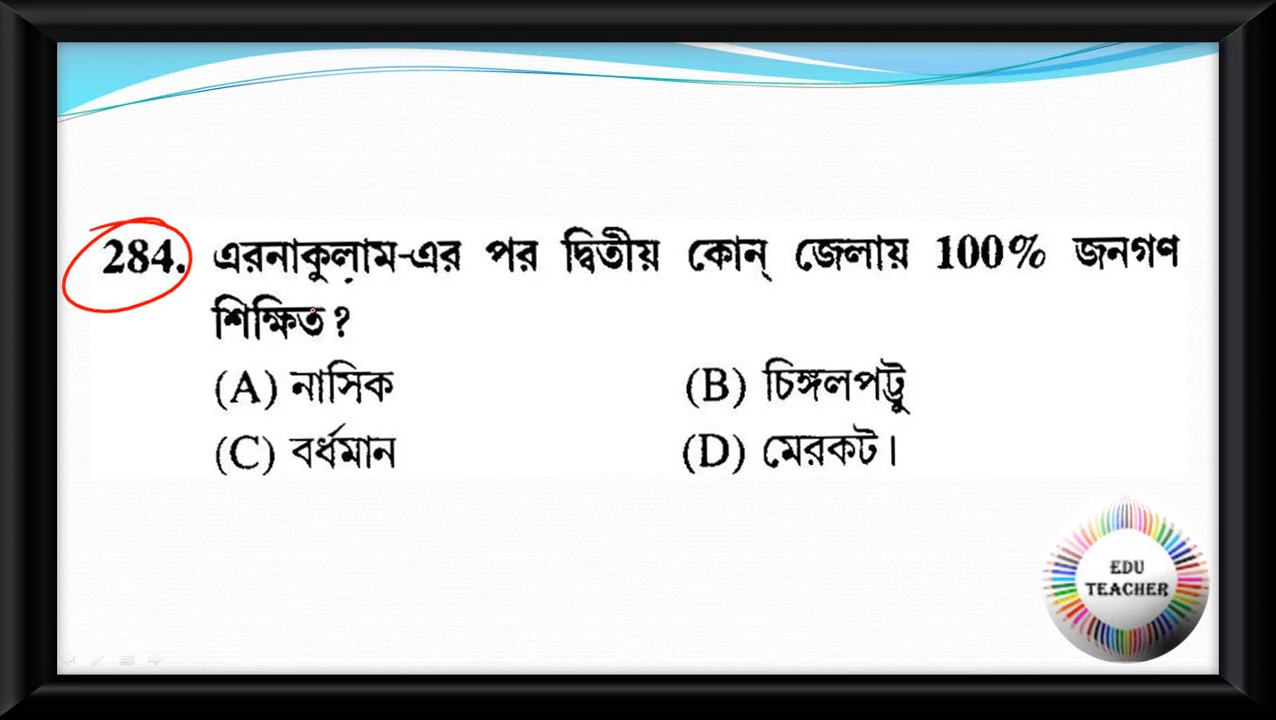 284. এরনাকুলাম-এর পর দ্বিতীয় কোন্ জেলায় 100% জনগণ
শিক্ষিত?
(A) নাসিক (B) চিঙ্গলপট্টু
(C) বর্ধমান (D) মেরকট।
EDU
TEACHER